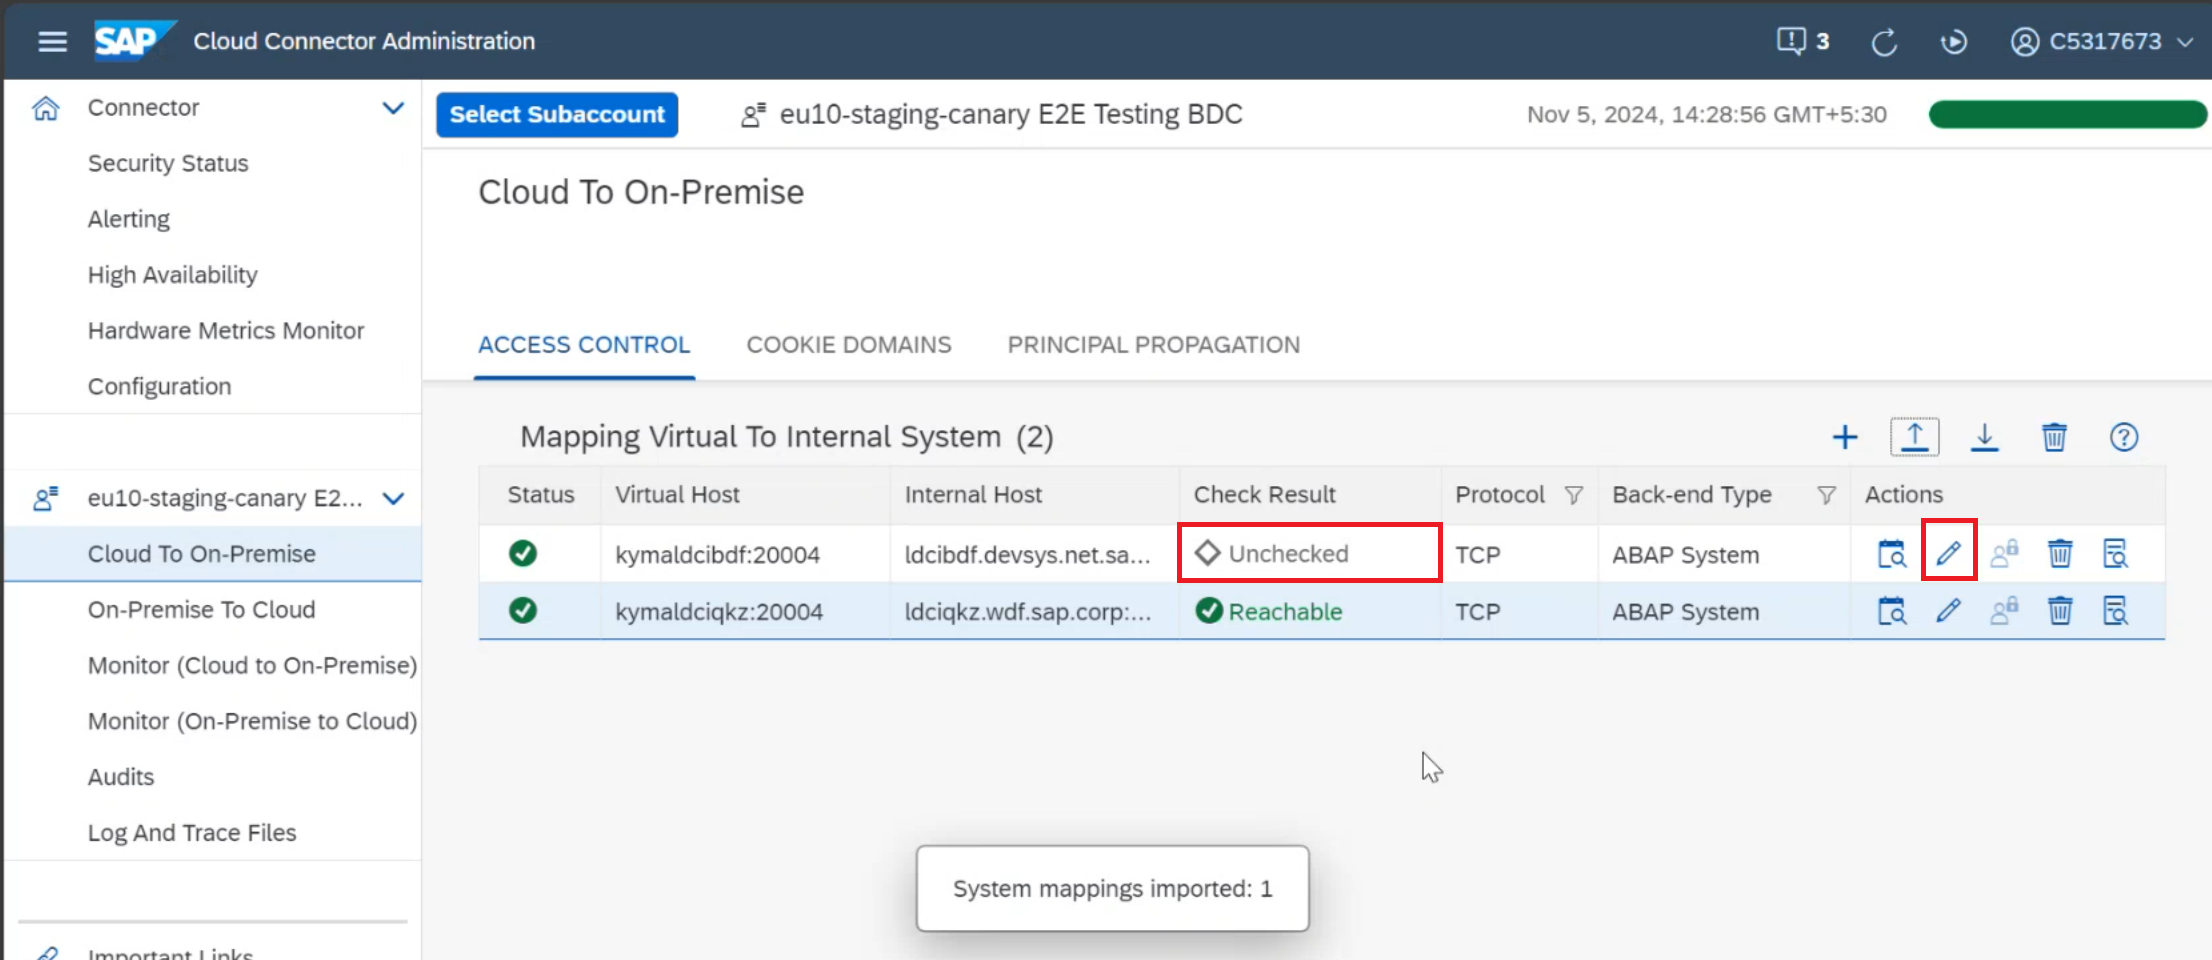 SAP Cloud Connector Administration
3
C5317673
Connector
Security Status
Alerting
High Availability
Hardware Metrics Monitor
Configuration
eu10-staging-canary E2...
Cloud To On-Premise
On-Premise To Cloud
Monitor (Cloud to On-Premise)
Monitor (On-Premise to Cloud)
Audits
Log And Trace Files
Important Links
Select Subaccount
eu10-staging-canary E2E Testing BDC
Nov 5, 2024, 14:28:56 GMT+5:30
Cloud To On-Premise
ACCESS CONTROL COOKIE DOMAINS PRINCIPAL PROPAGATION
Mapping Virtual To Internal System (2)
Status Virtual Host Internal Host Check Result Protocol Back-end Type Actions
kymaldcibdf:20004 ldcibdf.devsys.net.sa... Unchecked TCP ABAP System
kymaldciqkz:20004 ldciqkz.wdf.sap.corp:... Reachable TCP ABAP System
System mappings imported: 1